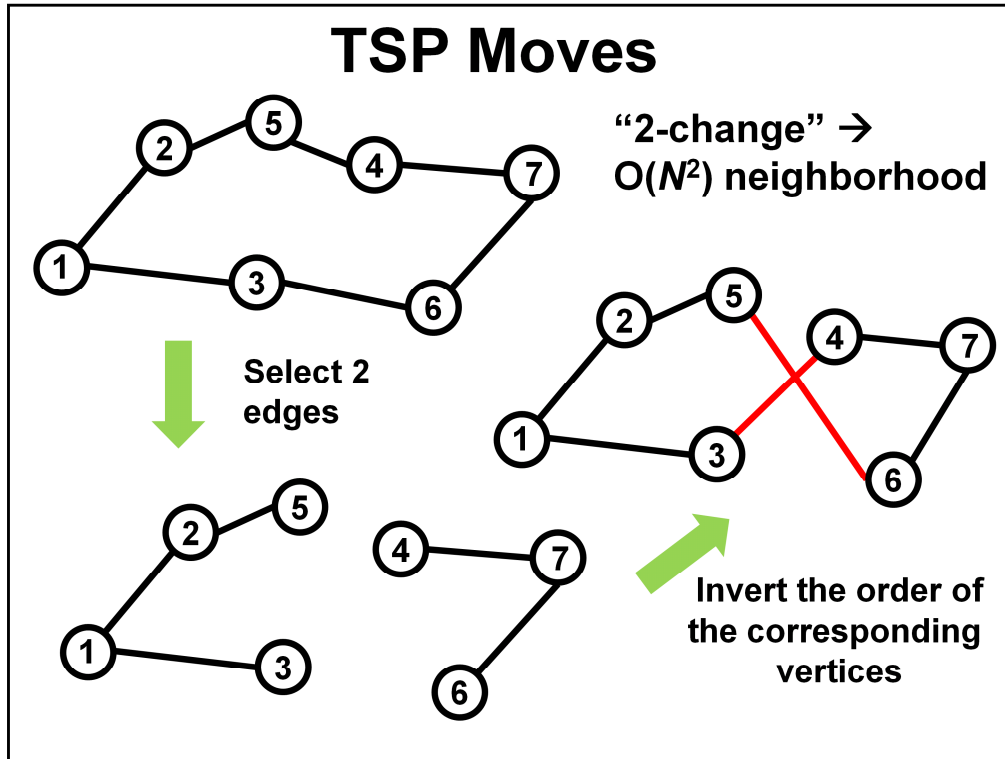 TSP Moves
“2-change” →
O(N²) neighborhood
2
5
4
7
1
3
6
Select 2
edges
2
5
4
7
1
3
6
2
5
4
7
1
3
6
Invert the order of
the corresponding
vertices